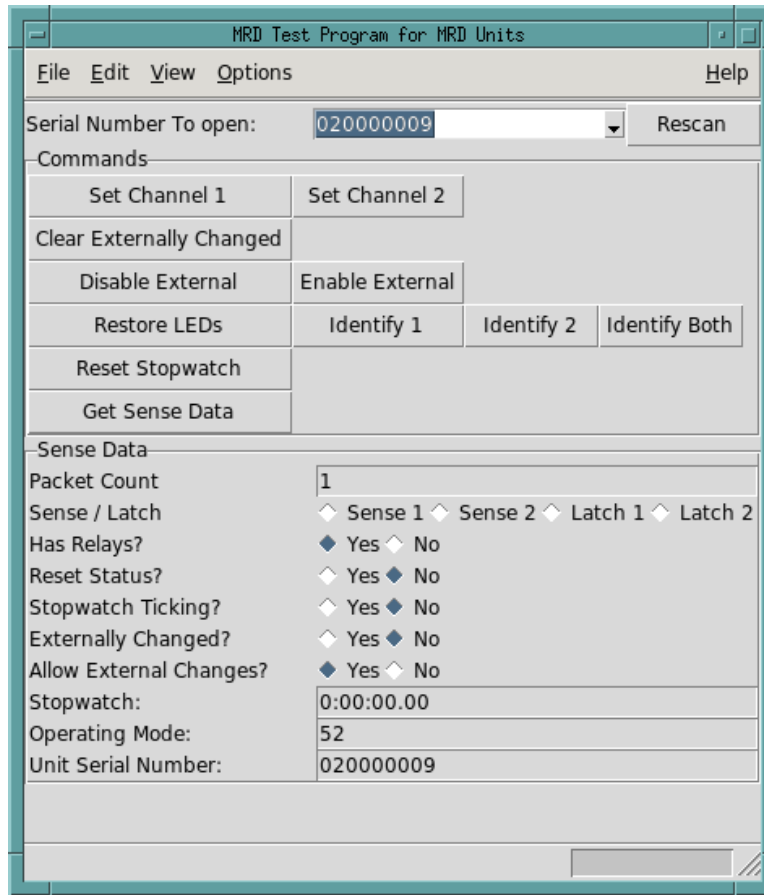 MRD Test Program for MRD Units
File Edit View Options Help
Serial Number To open: 020000009 Rescan
Commands
Set Channel 1 Set Channel 2
Clear Externally Changed
Disable External Enable External
Restore LEDs Identify 1 Identify 2 Identify Both
Reset Stopwatch
Get Sense Data
Sense Data
Packet Count 1
Sense / Latch Sense 1 Sense 2 Latch 1 Latch 2
Has Relays? Yes No
Reset Status? Yes No
Stopwatch Ticking? Yes No
Externally Changed? Yes No
Allow External Changes? Yes No
Stopwatch: 0:00:00.00
Operating Mode: 52
Unit Serial Number: 020000009